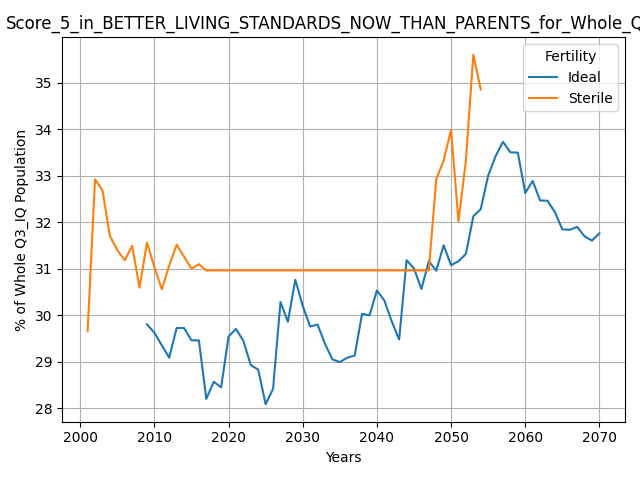 Score_5_in_BETTER_LIVING_STANDARDS_NOW_THAN_PARENTS_for_Whole_Q
Fertility
Ideal
Sterile
% of Whole Q3_IQ Population
35
34
33
32
31
30
29
28
2000
2010
2020
2030
2040
2050
2060
2070
Years